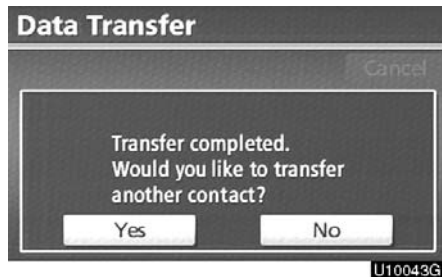 Data Transfer
Cancel
Transfer completed.
Would you like to transfer
another contact?
Yes No
U10043G